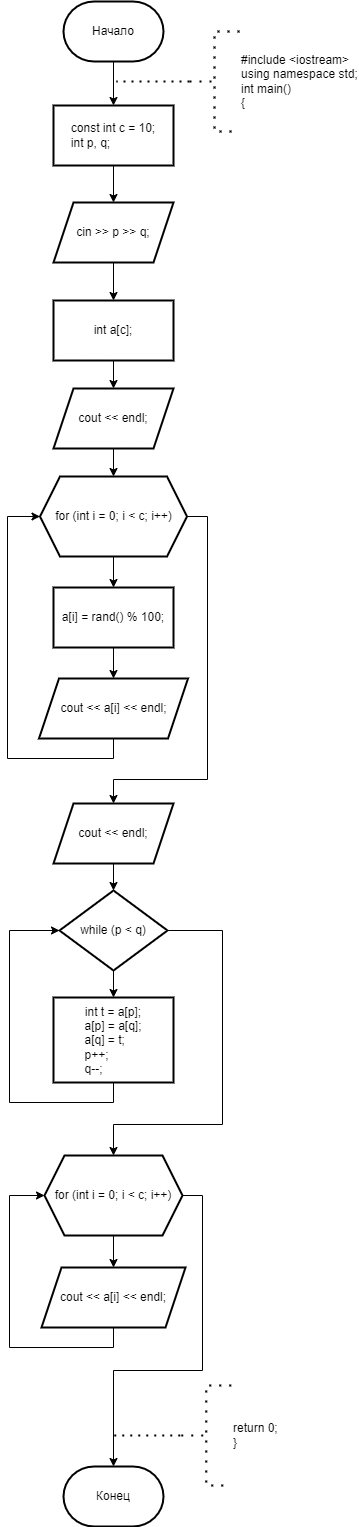 Начало
#include <iostream>
using namespace std;
int main()
{
const int c = 10;
int p, q;
cin >> p >> q;
int a[c];
cout << endl;
for (int i = 0; i < c; i++)
a[i] = rand() % 100;
cout << a[i] << endl;
cout << endl;
while (p < q)
int t = a[p];
a[p] = a[q];
a[q] = t;
p++;
q--;
for (int i = 0; i < c; i++)
cout << a[i] << endl;
return 0;
}
Конец